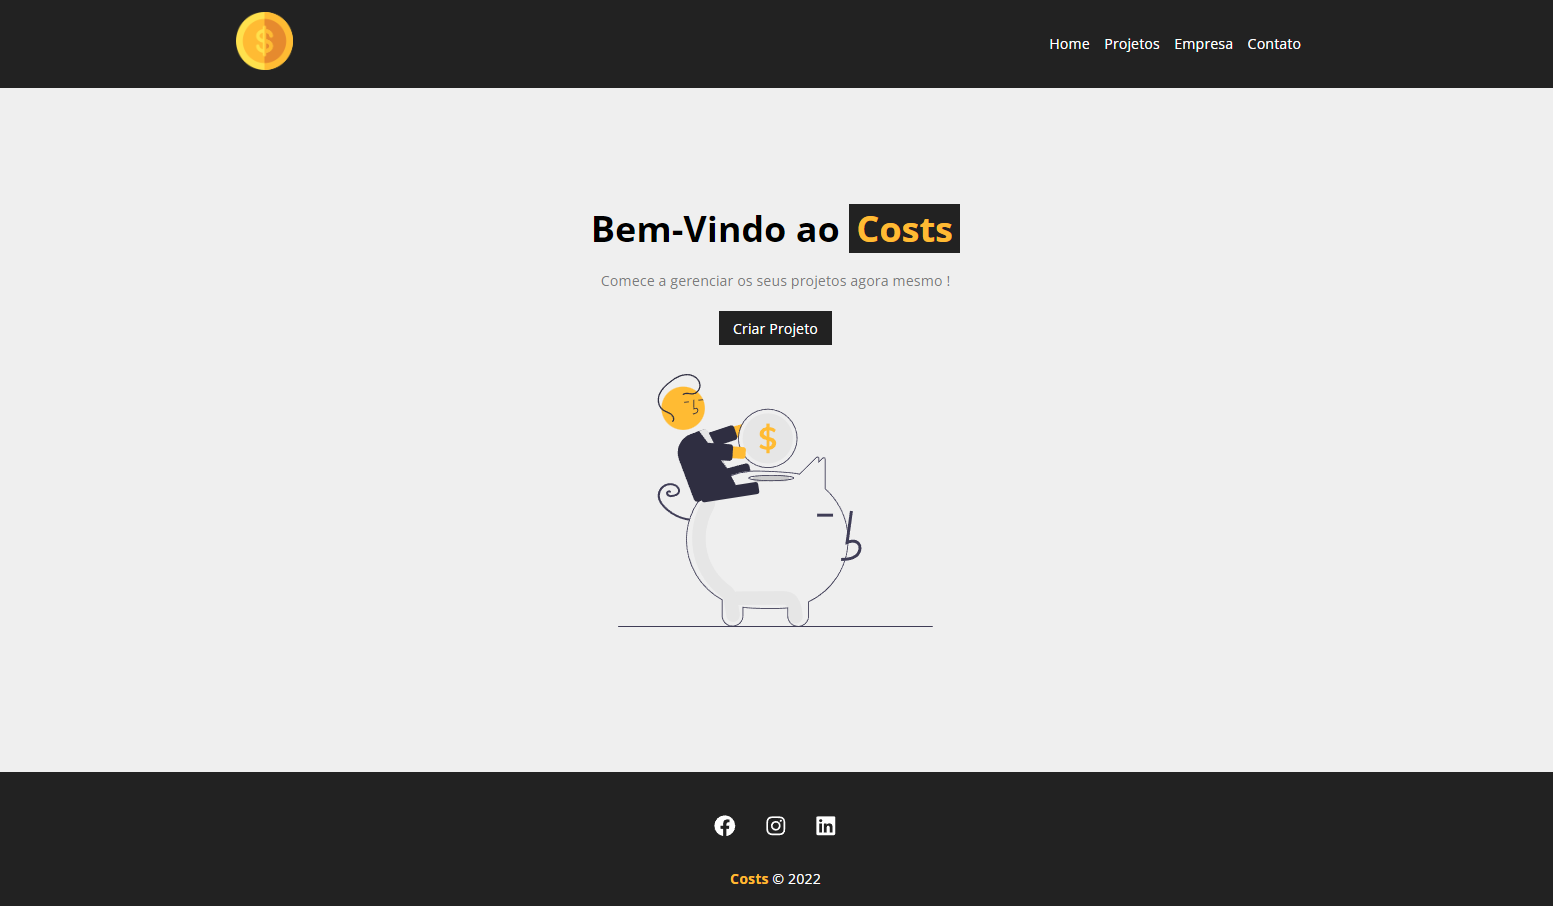 $
Home Projetos Empresa Contato
Bem-Vindo ao Costs
Comece a gerenciar os seus projetos agora mesmo !
Criar Projeto
$
Costs © 2022